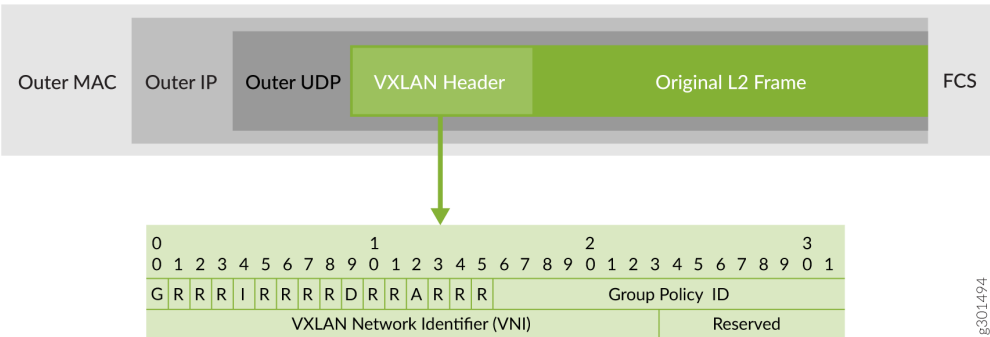 Outer MAC Outer IP Outer UDP VXLAN Header Original L2 Frame FCS
0 1 2 3
0 1 2 3 4 5 6 7 8 9 0 1 2 3 4 5 6 7 8 9 0 1 2 3 4 5 6 7 8 9 0 1
G R R R I R R R R D R R A R R R Group Policy ID
VXLAN Network Identifier (VNI) Reserved
g301494